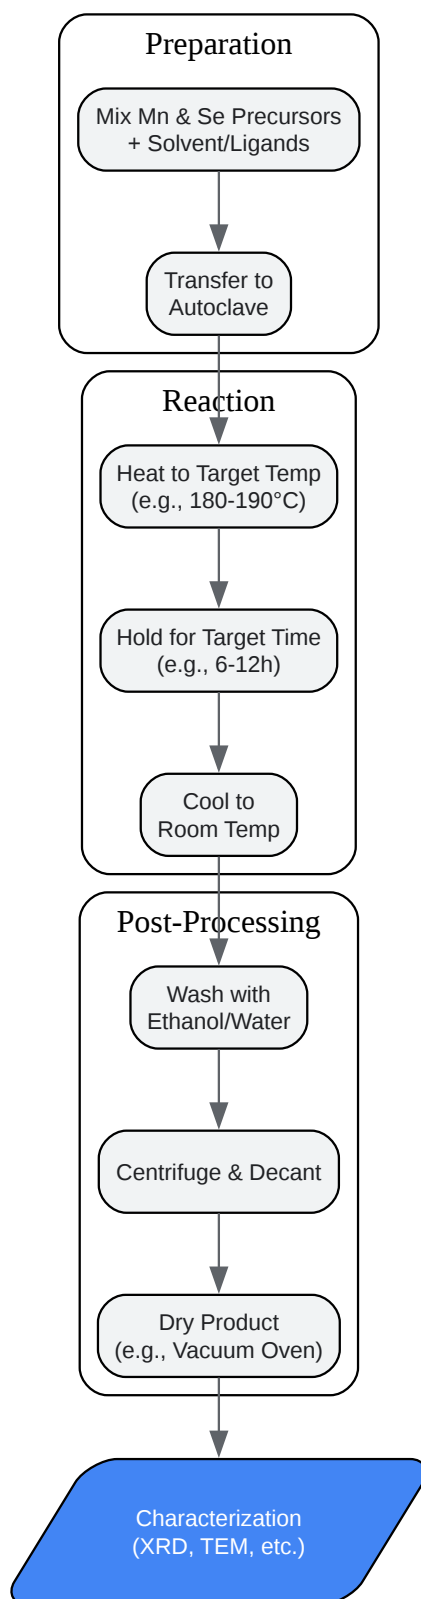 Preparation
Mix Mn & Se Precursors
+ Solvent/Ligands
Transfer to
Autoclave
Reaction
Heat to Target Temp
(e.g., 180-190°C)
Hold for Target Time
(e.g., 6-12h)
Cool to
Room Temp
Post-Processing
Wash with
Ethanol/Water
Centrifuge & Decant
Dry Product
(e.g., Vacuum Oven)
Characterization
(XRD, TEM, etc.)